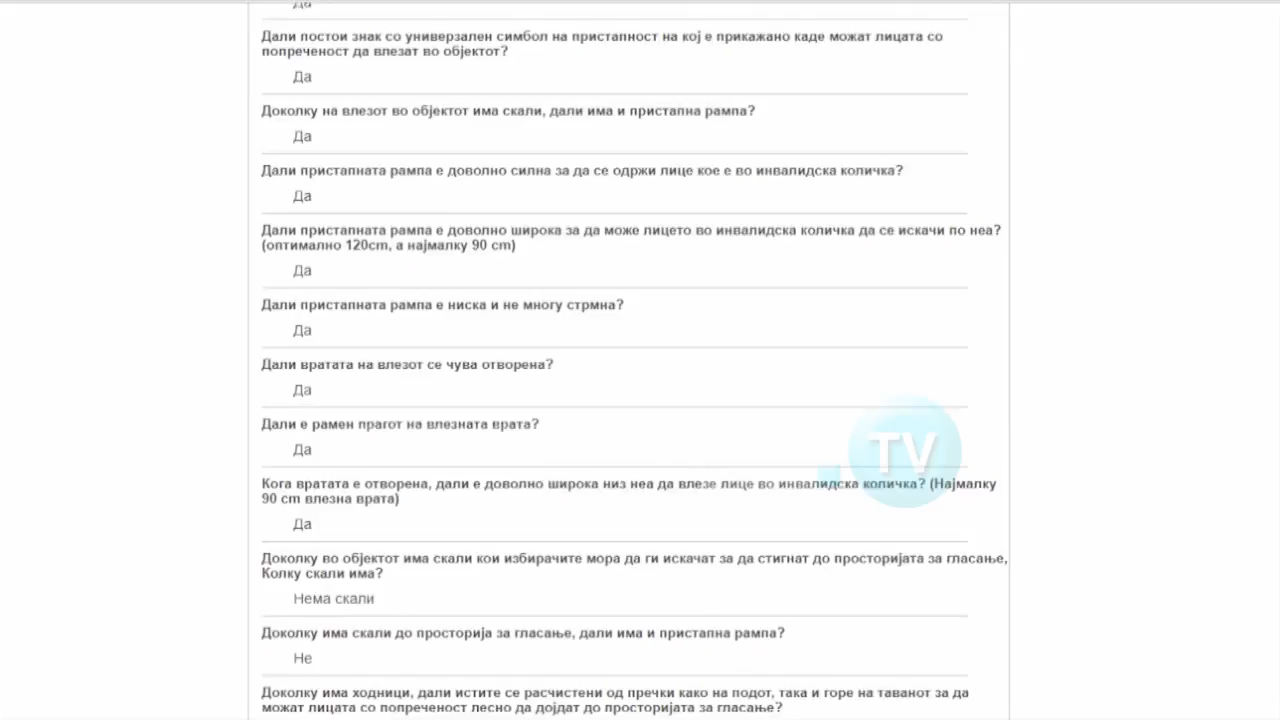 Да
Дали постои знак со универзален симбол на пристапност на кој е прикажано каде можат лицата со
попреченост да влезат во објектот?
Да
Доколку на влезот во објектот има скали, дали има и пристапна рампа?
Да
Дали пристапната рампа е доволно силна за да се одржи лице кое е во инвалидска количка?
Да
Дали пристапната рампа е доволно широка за да може лицето во инвалидска количка да се искачи по неа?
(оптимално 120cm, а најмалку 90 cm)
Да
Дали пристапната рампа е ниска и не многу стрмна?
Да
Дали вратата на влезот се чува отворена?
Да
Дали е рамен прагот на влезната врата?
Да
TV
Кога вратата е отворена, дали е доволно широка низ неа да влезе лице во инвалидска количка? (Најмалку
90 cm влезна врата)
Да
Доколку во објектот има скали кои избирачите мора да ги искачат за да стигнат до просторијата за гласање,
Колку скали има?
Нема скали
Доколку има скали до просторија за гласање, дали има и пристапна рампа?
Не
Доколку има ходници, дали истите се расчистени од пречки како на подот, така и горе на таванот за да
можат лицата со попреченост лесно да дојдат до просторијата за гласање?